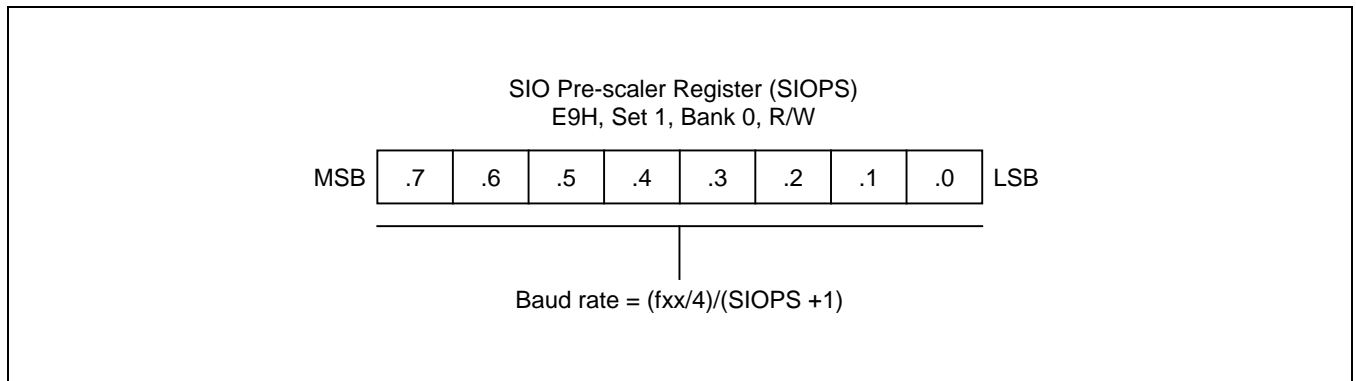 SIO Pre-scaler Register (SIOPS)
E9H, Set 1, Bank 0, R/W
MSB .7 .6 .5 .4 .3 .2 .1 .0 LSB
Baud rate = (fxx/4)/(SIOPS +1)